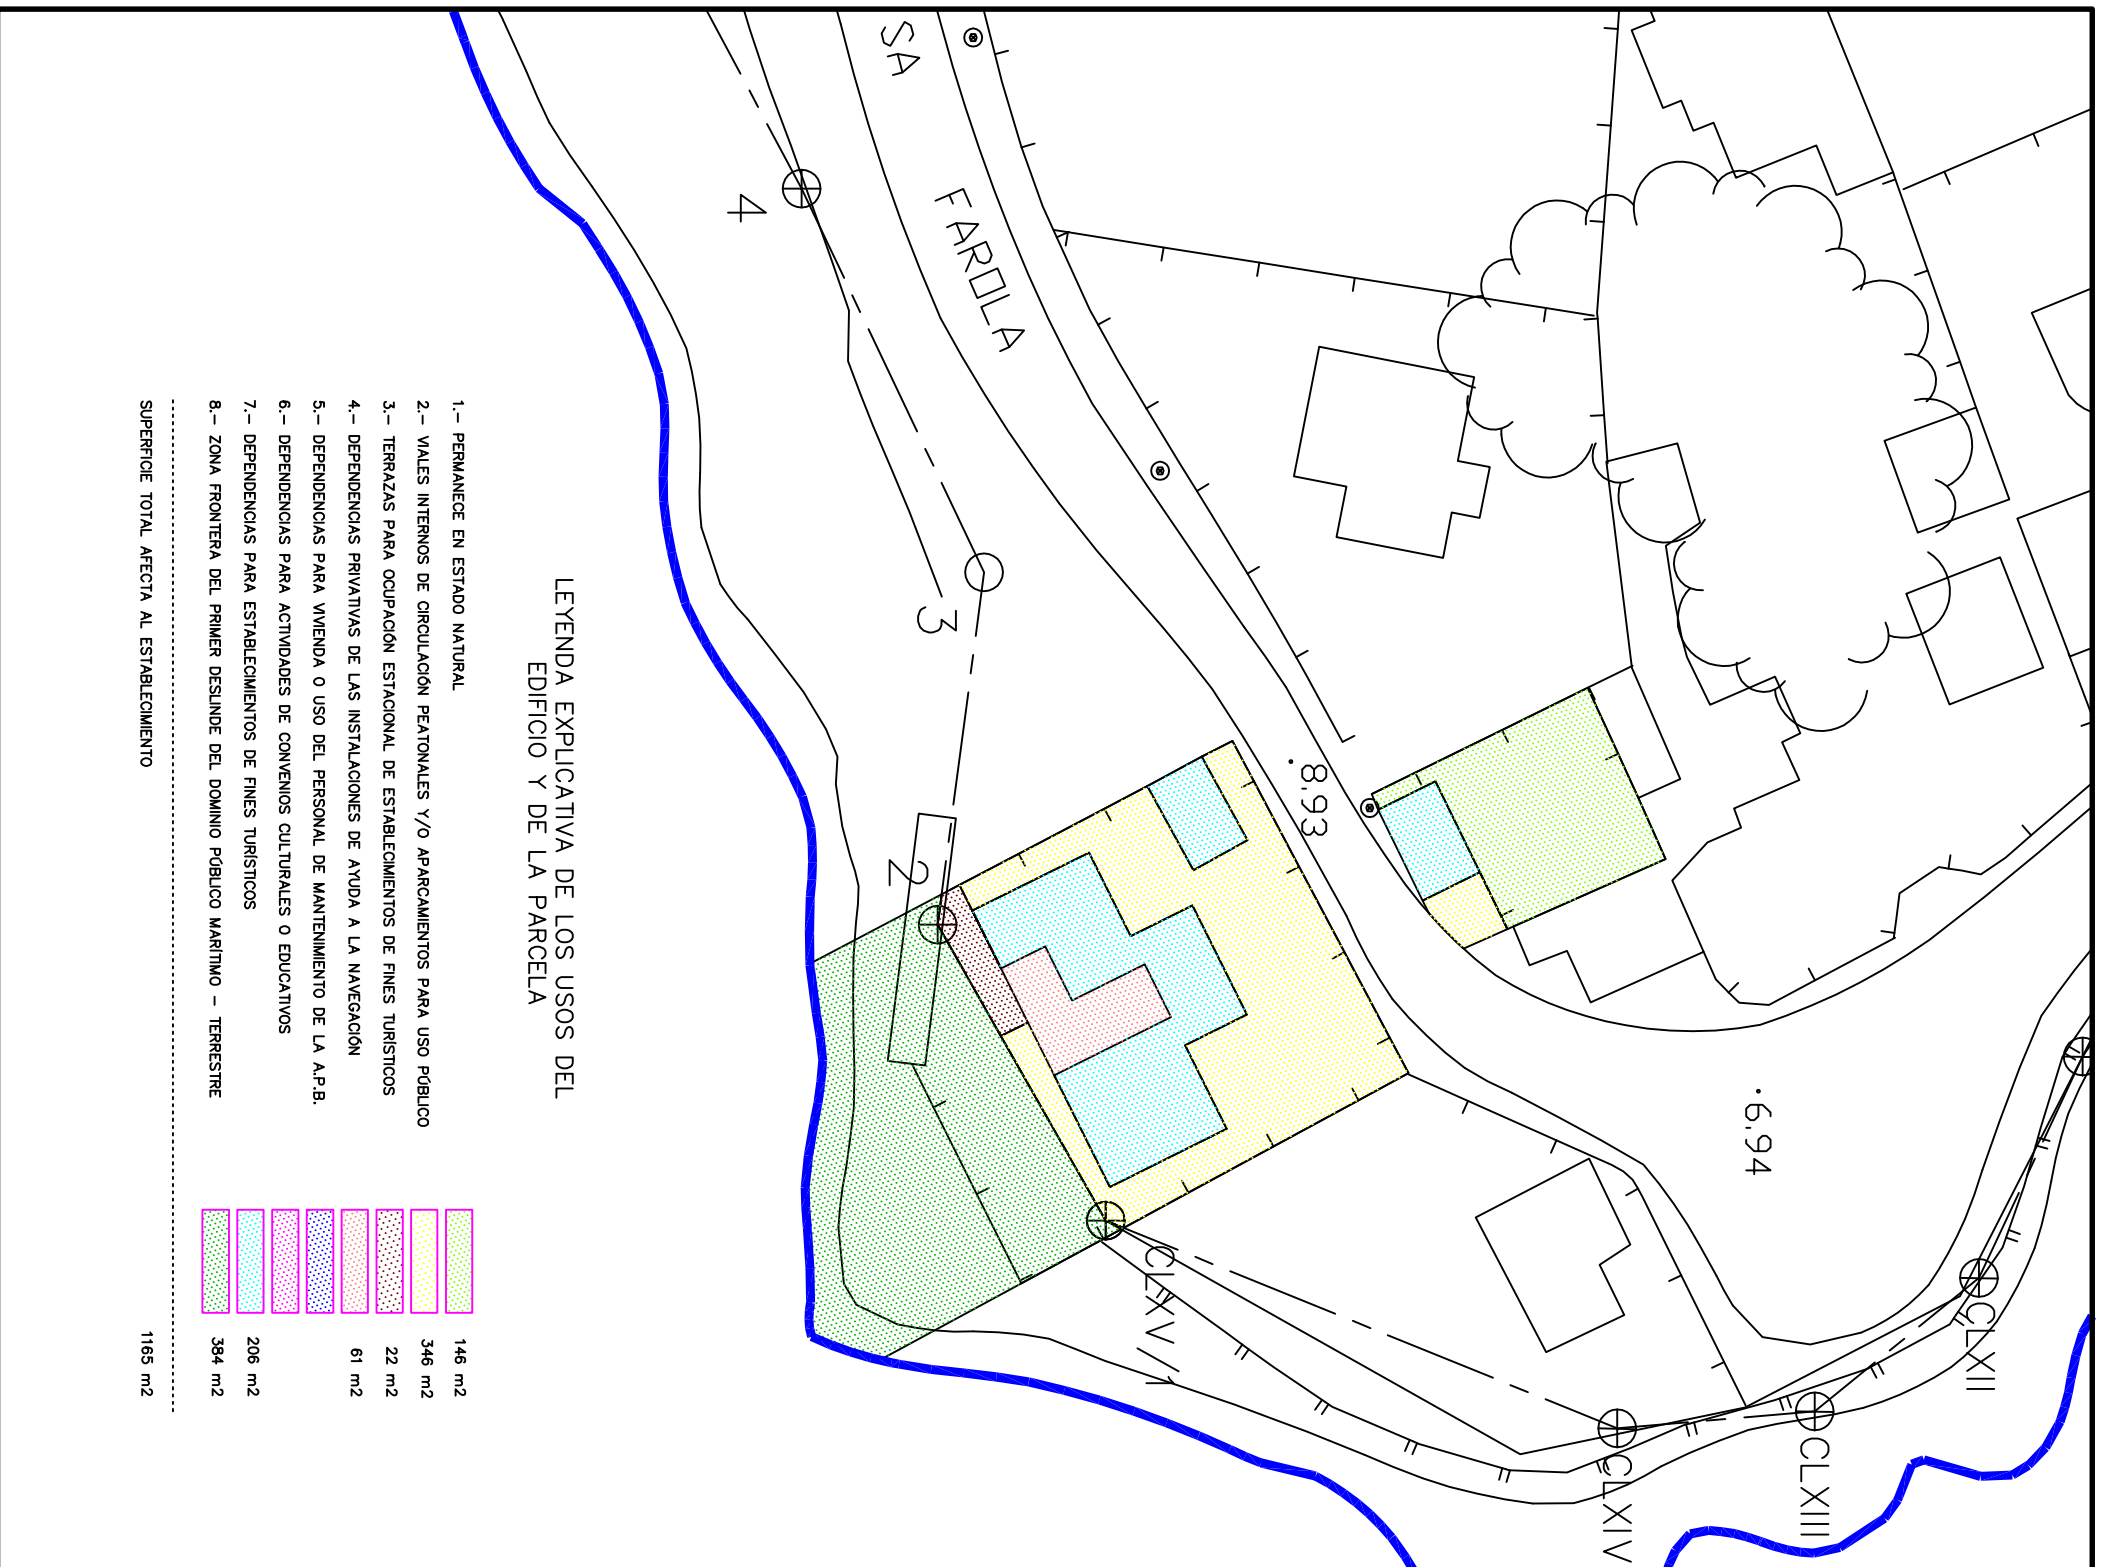 SA FAROLA
4
3
2
8.93
6.94
CLXII
CLXIII
CLXIV
CLXV/1
LEYENDA EXPLICATIVA DE LOS USOS DEL
EDIFICIO Y DE LA PARCELA
1.- PERMANECE EN ESTADO NATURAL 146 m2
2.- VIALES INTERNOS DE CIRCULACIÓN PEATONALES Y/O APARCAMIENTOS PARA USO PÚBLICO 346 m2
3.- TERRAZAS PARA OCUPACIÓN ESTACIONAL DE ESTABLECIMIENTOS DE FINES TURÍSTICOS 22 m2
4.- DEPENDENCIAS PRIVATIVAS DE LAS INSTALACIONES DE AYUDA A LA NAVEGACIÓN 61 m2
5.- DEPENDENCIAS PARA VIVIENDA O USO DEL PERSONAL DE MANTENIMIENTO DE LA A.P.B.
6.- DEPENDENCIAS PARA ACTIVIDADES DE CONVENIOS CULTURALES O EDUCATIVOS
7.- DEPENDENCIAS PARA ESTABLECIMIENTOS DE FINES TURÍSTICOS 206 m2
8.- ZONA FRONTERA DEL PRIMER DESLINDE DEL DOMINIO PÚBLICO MARÍTIMO - TERRESTRE 384 m2
SUPERFICIE TOTAL AFECTA AL ESTABLECIMIENTO 1165 m2